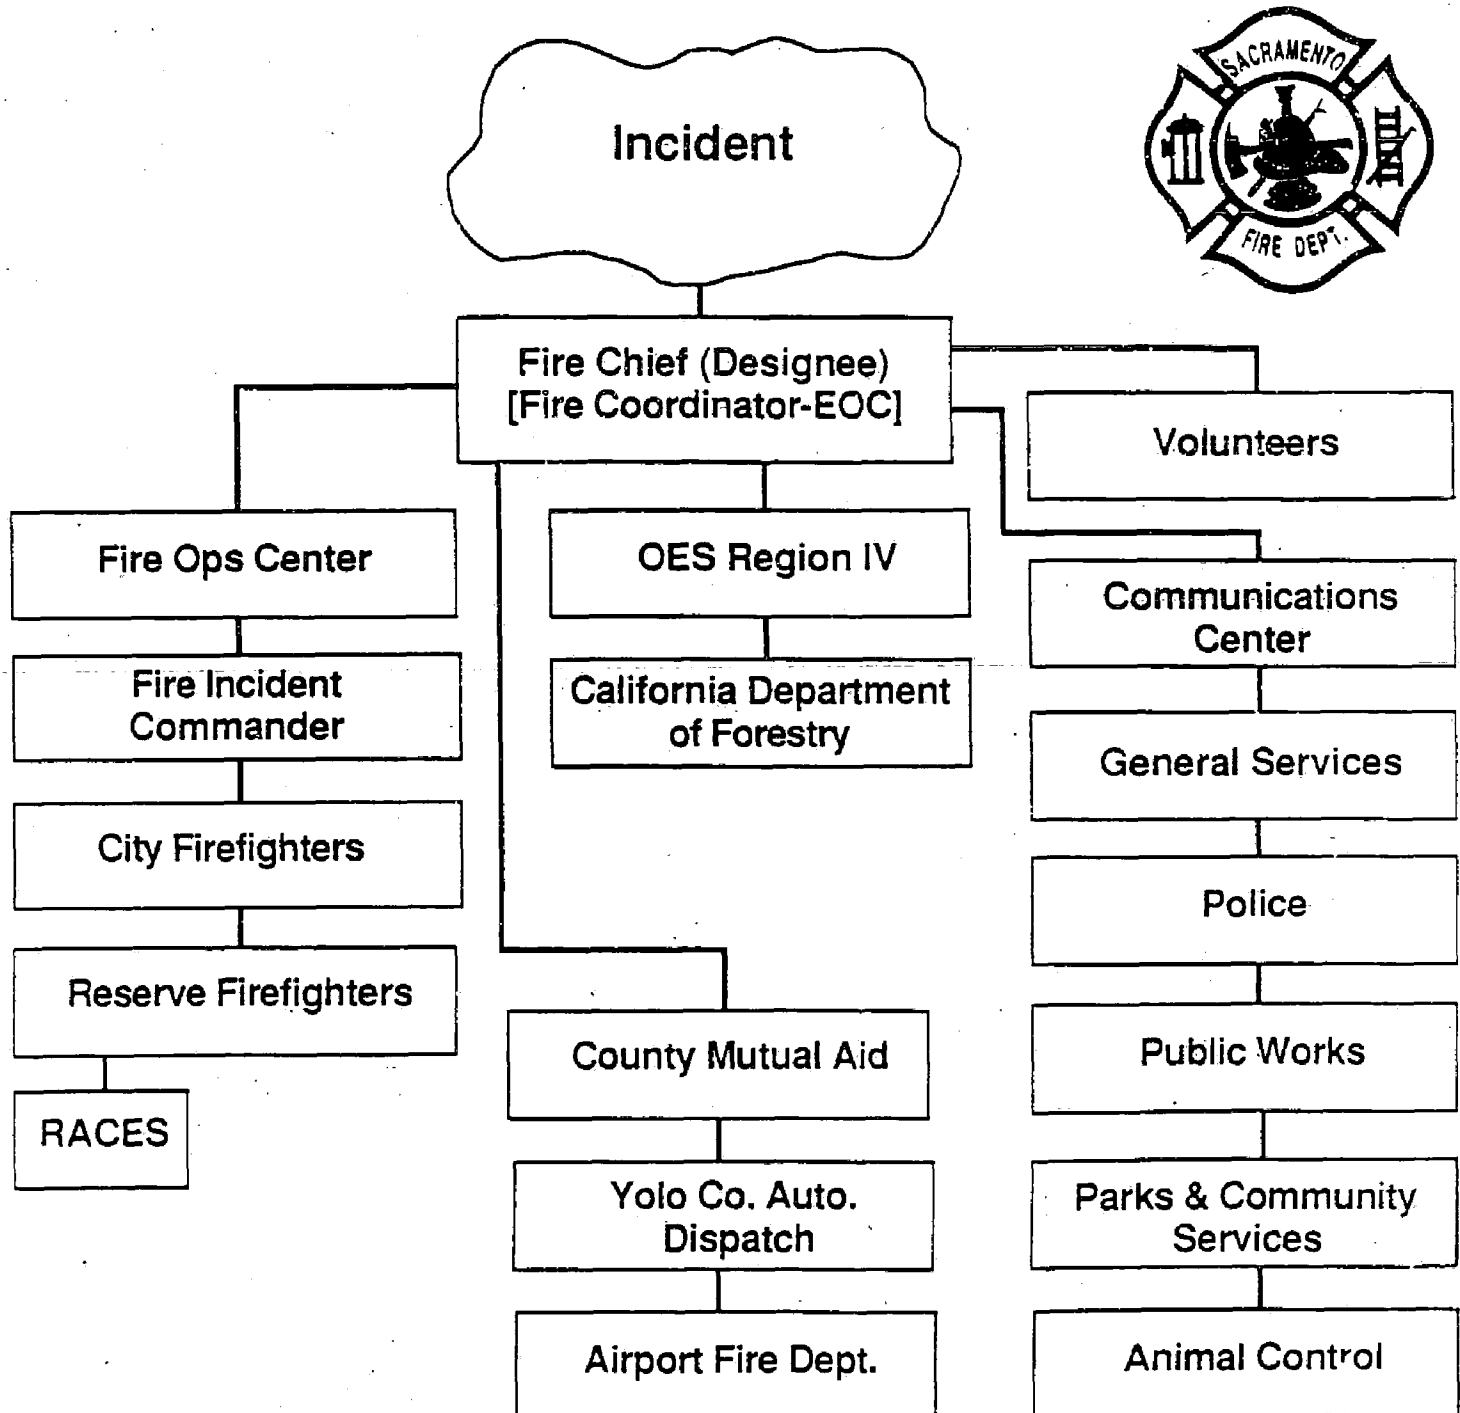 Incident
SACRAMENTO
FIRE DEPT.
Fire Chief (Designee)
[Fire Coordinator-EOC]
Volunteers
Fire Ops Center
OES Region IV
Communications
Center
Fire Incident
Commander
California Department
of Forestry
General Services
City Firefighters
Police
Reserve Firefighters
County Mutual Aid
Public Works
RACES
Yolo Co. Auto.
Dispatch
Parks & Community
Services
Airport Fire Dept.
Animal Control